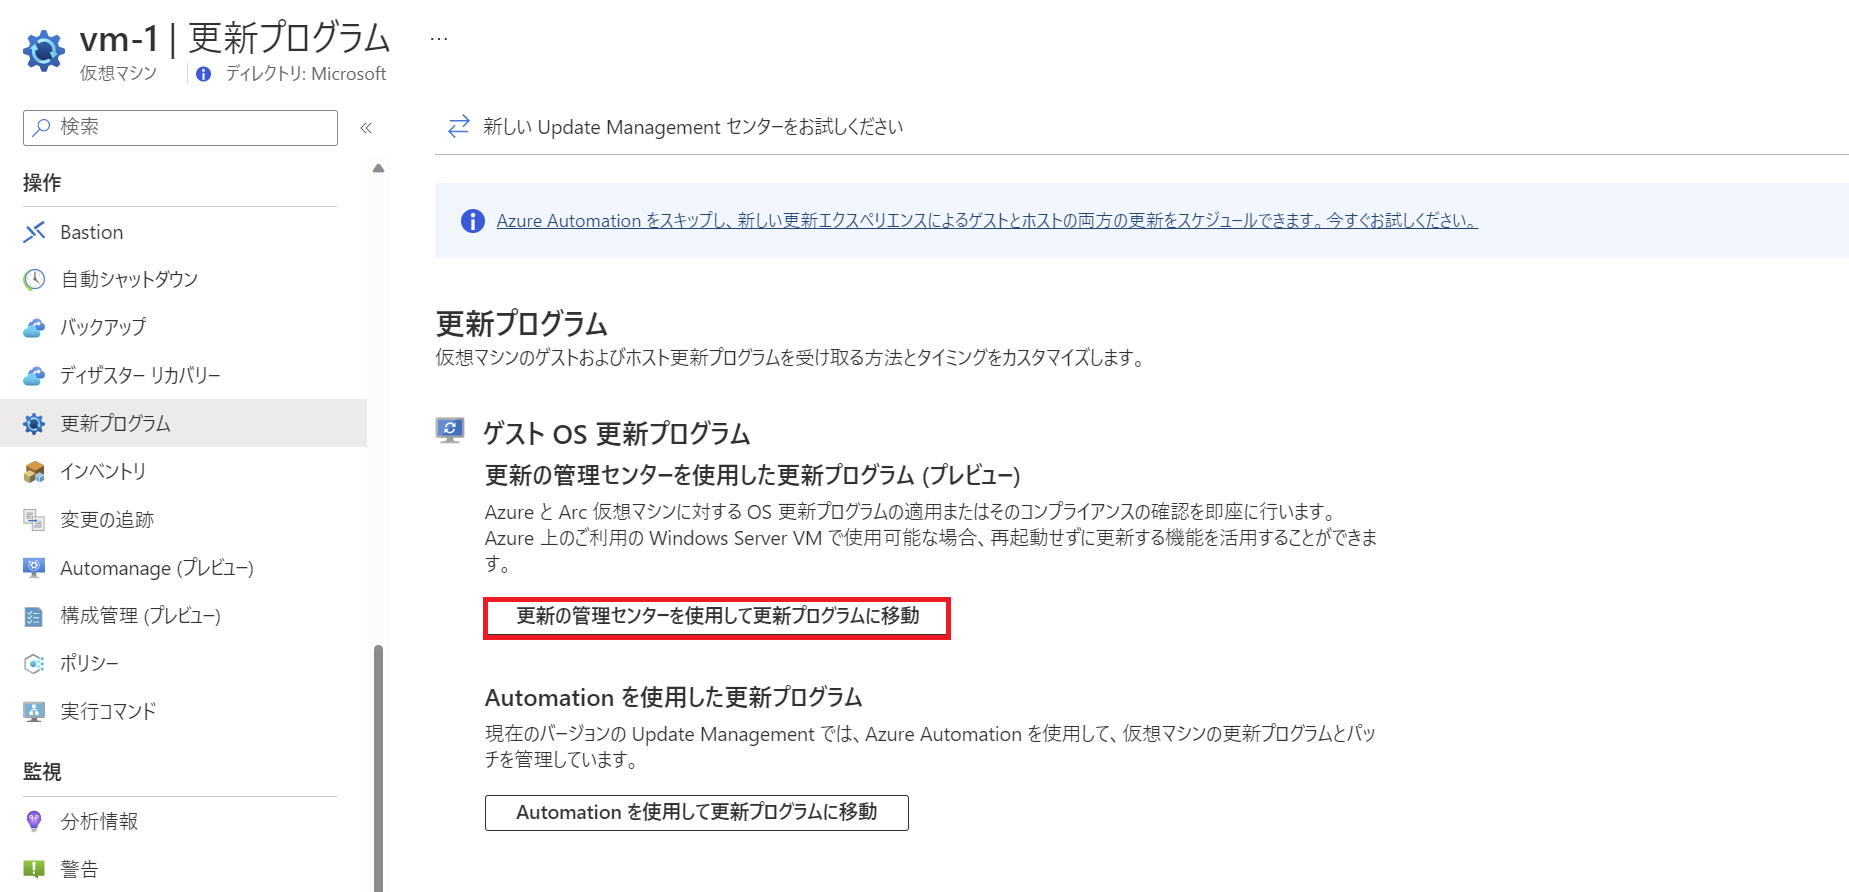 vm-1 | 更新プログラム
…
仮想マシン
ディレクトリ: Microsoft
検索
«
操作
Bastion
自動シャットダウン
バックアップ
ディザスター リカバリー
更新プログラム
インベントリ
変更の追跡
Automanage (プレビュー)
構成管理 (プレビュー)
ポリシー
実行コマンド
監視
分析情報
警告
新しい Update Management センターをお試しください
Azure Automation をスキップし、新しい更新エクスペリエンスによるゲストとホストの両方の更新をスケジュールできます。今すぐお試しください。
更新プログラム
仮想マシンのゲストおよびホスト更新プログラムを受け取る方法とタイミングをカスタマイズします。
ゲスト OS 更新プログラム
更新の管理センターを使用した更新プログラム (プレビュー)
Azure と Arc 仮想マシンに対する OS 更新プログラムの適用またはそのコンプライアンスの確認を即座に行います。
Azure 上のご利用の Windows Server VM で使用可能な場合、再起動せずに更新する機能を活用することができま
す。
更新の管理センターを使用して更新プログラムに移動
Automation を使用した更新プログラム
現在のバージョンの Update Management では、Azure Automation を使用して、仮想マシンの更新プログラムとパッ
チを管理しています。
Automation を使用して更新プログラムに移動